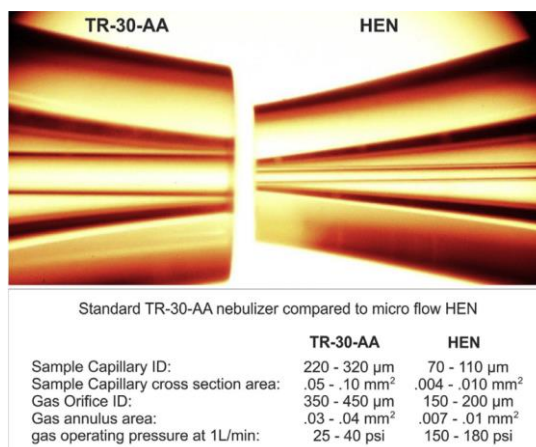 TR-30-AA HEN
Standard TR-30-AA nebulizer compared to micro flow HEN
TR-30-AA HEN
Sample Capillary ID: 220 - 320 µm 70 - 110 µm
Sample Capillary cross section area: .05 - .10 mm² .004 - .010 mm²
Gas Orifice ID: 350 - 450 µm 150 - 200 µm
Gas annulus area: .03 - .04 mm² .007 - .01 mm²
gas operating pressure at 1L/min: 25 - 40 psi 150 - 180 psi